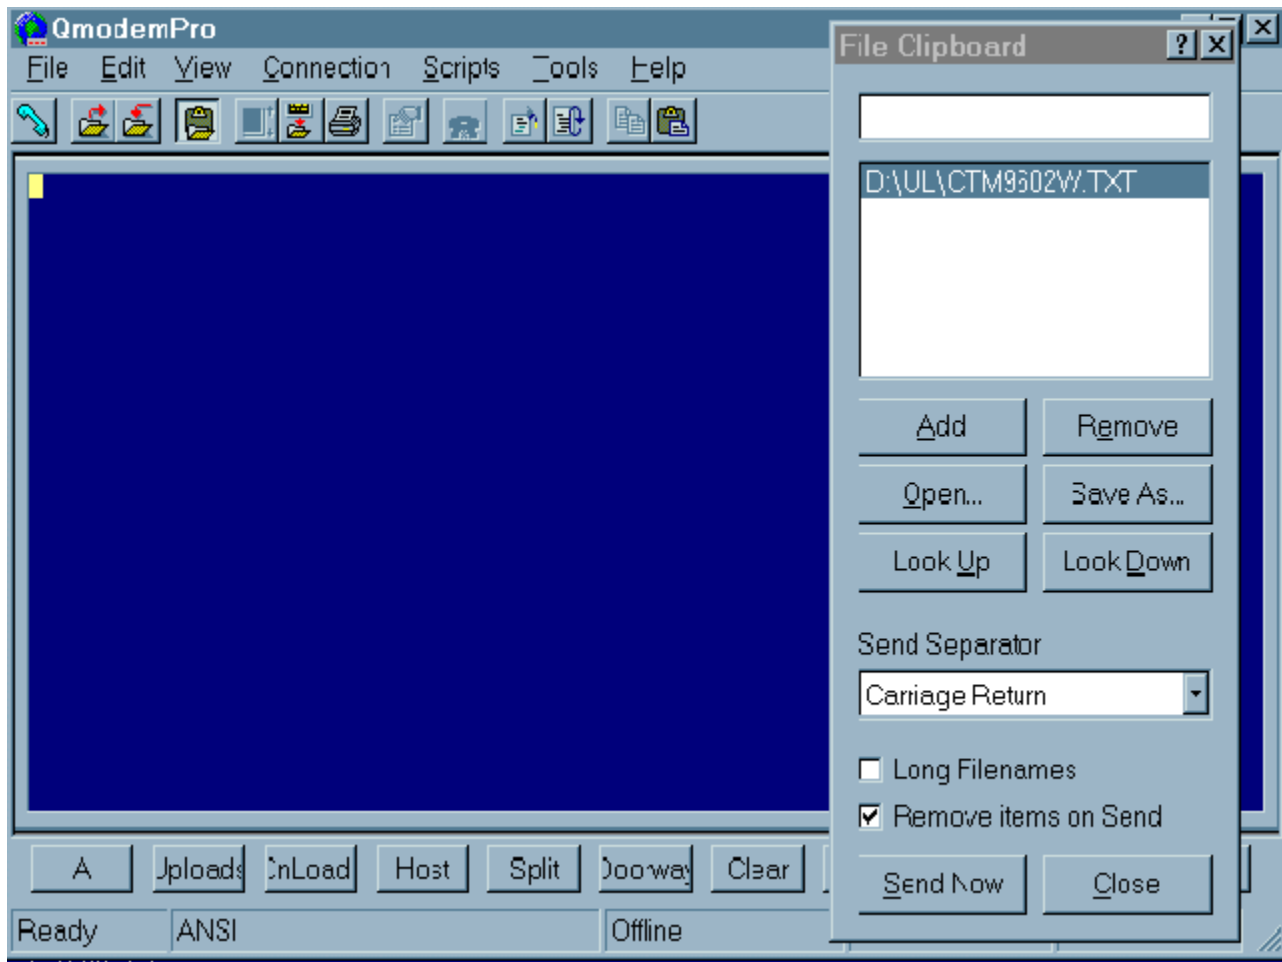 QmodemPro
File Edit View Connection Scripts Tools Help
File Clipboard
D:\UL\CTM9602W.TXT
Add Remove
Open... Save As...
Look Up Look Down
Send Separator
Carriage Return
Long Filenames
Remove items on Send
Send Now Close
A Uploads DnLoad Host Split Doorway Clear
Ready ANSI Offline